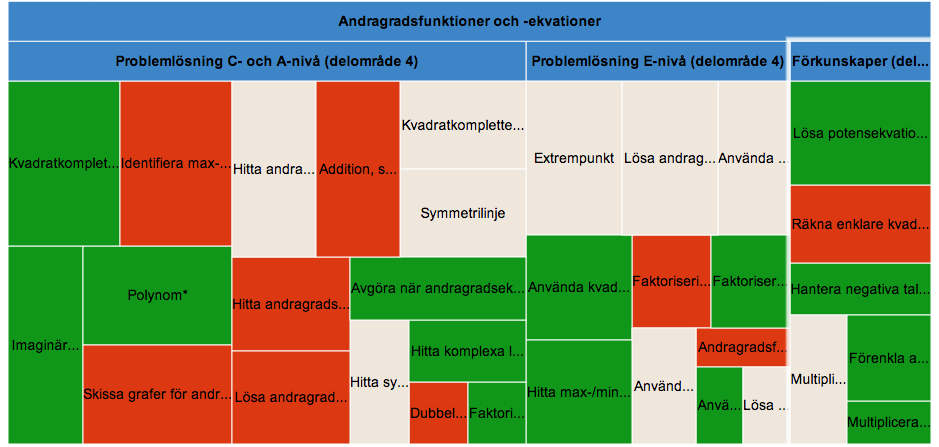 Andragradsfunktioner och -ekvationer
Problemlösning C- och A-nivå (delområde 4)
Problemlösning E-nivå (delområde 4)
Förkunskaper (del...
Kvadratkomplet...
Identifiera max-...
Hitta andra...
Addition, s...
Kvadratkomplette...
Symmetrilinje
Imaginär...
Polynom*
Skissa grafer för andr...
Hitta andragrads...
Lösa andragrad...
Avgöra när andragradsek...
Hitta sy...
Hitta komplexa l...
Dubbel...
Faktori...
Extrempunkt
Lösa andrag...
Använda ...
Använda kvad...
Faktoriseri...
Faktoriser...
Hitta max-/min...
Använd...
Andragradsf...
Anvä...
Lösa ...
Lösa potensekvatio...
Räkna enklare kvad...
Hantera negativa tal...
Multipli...
Förenkla a...
Multiplicera...